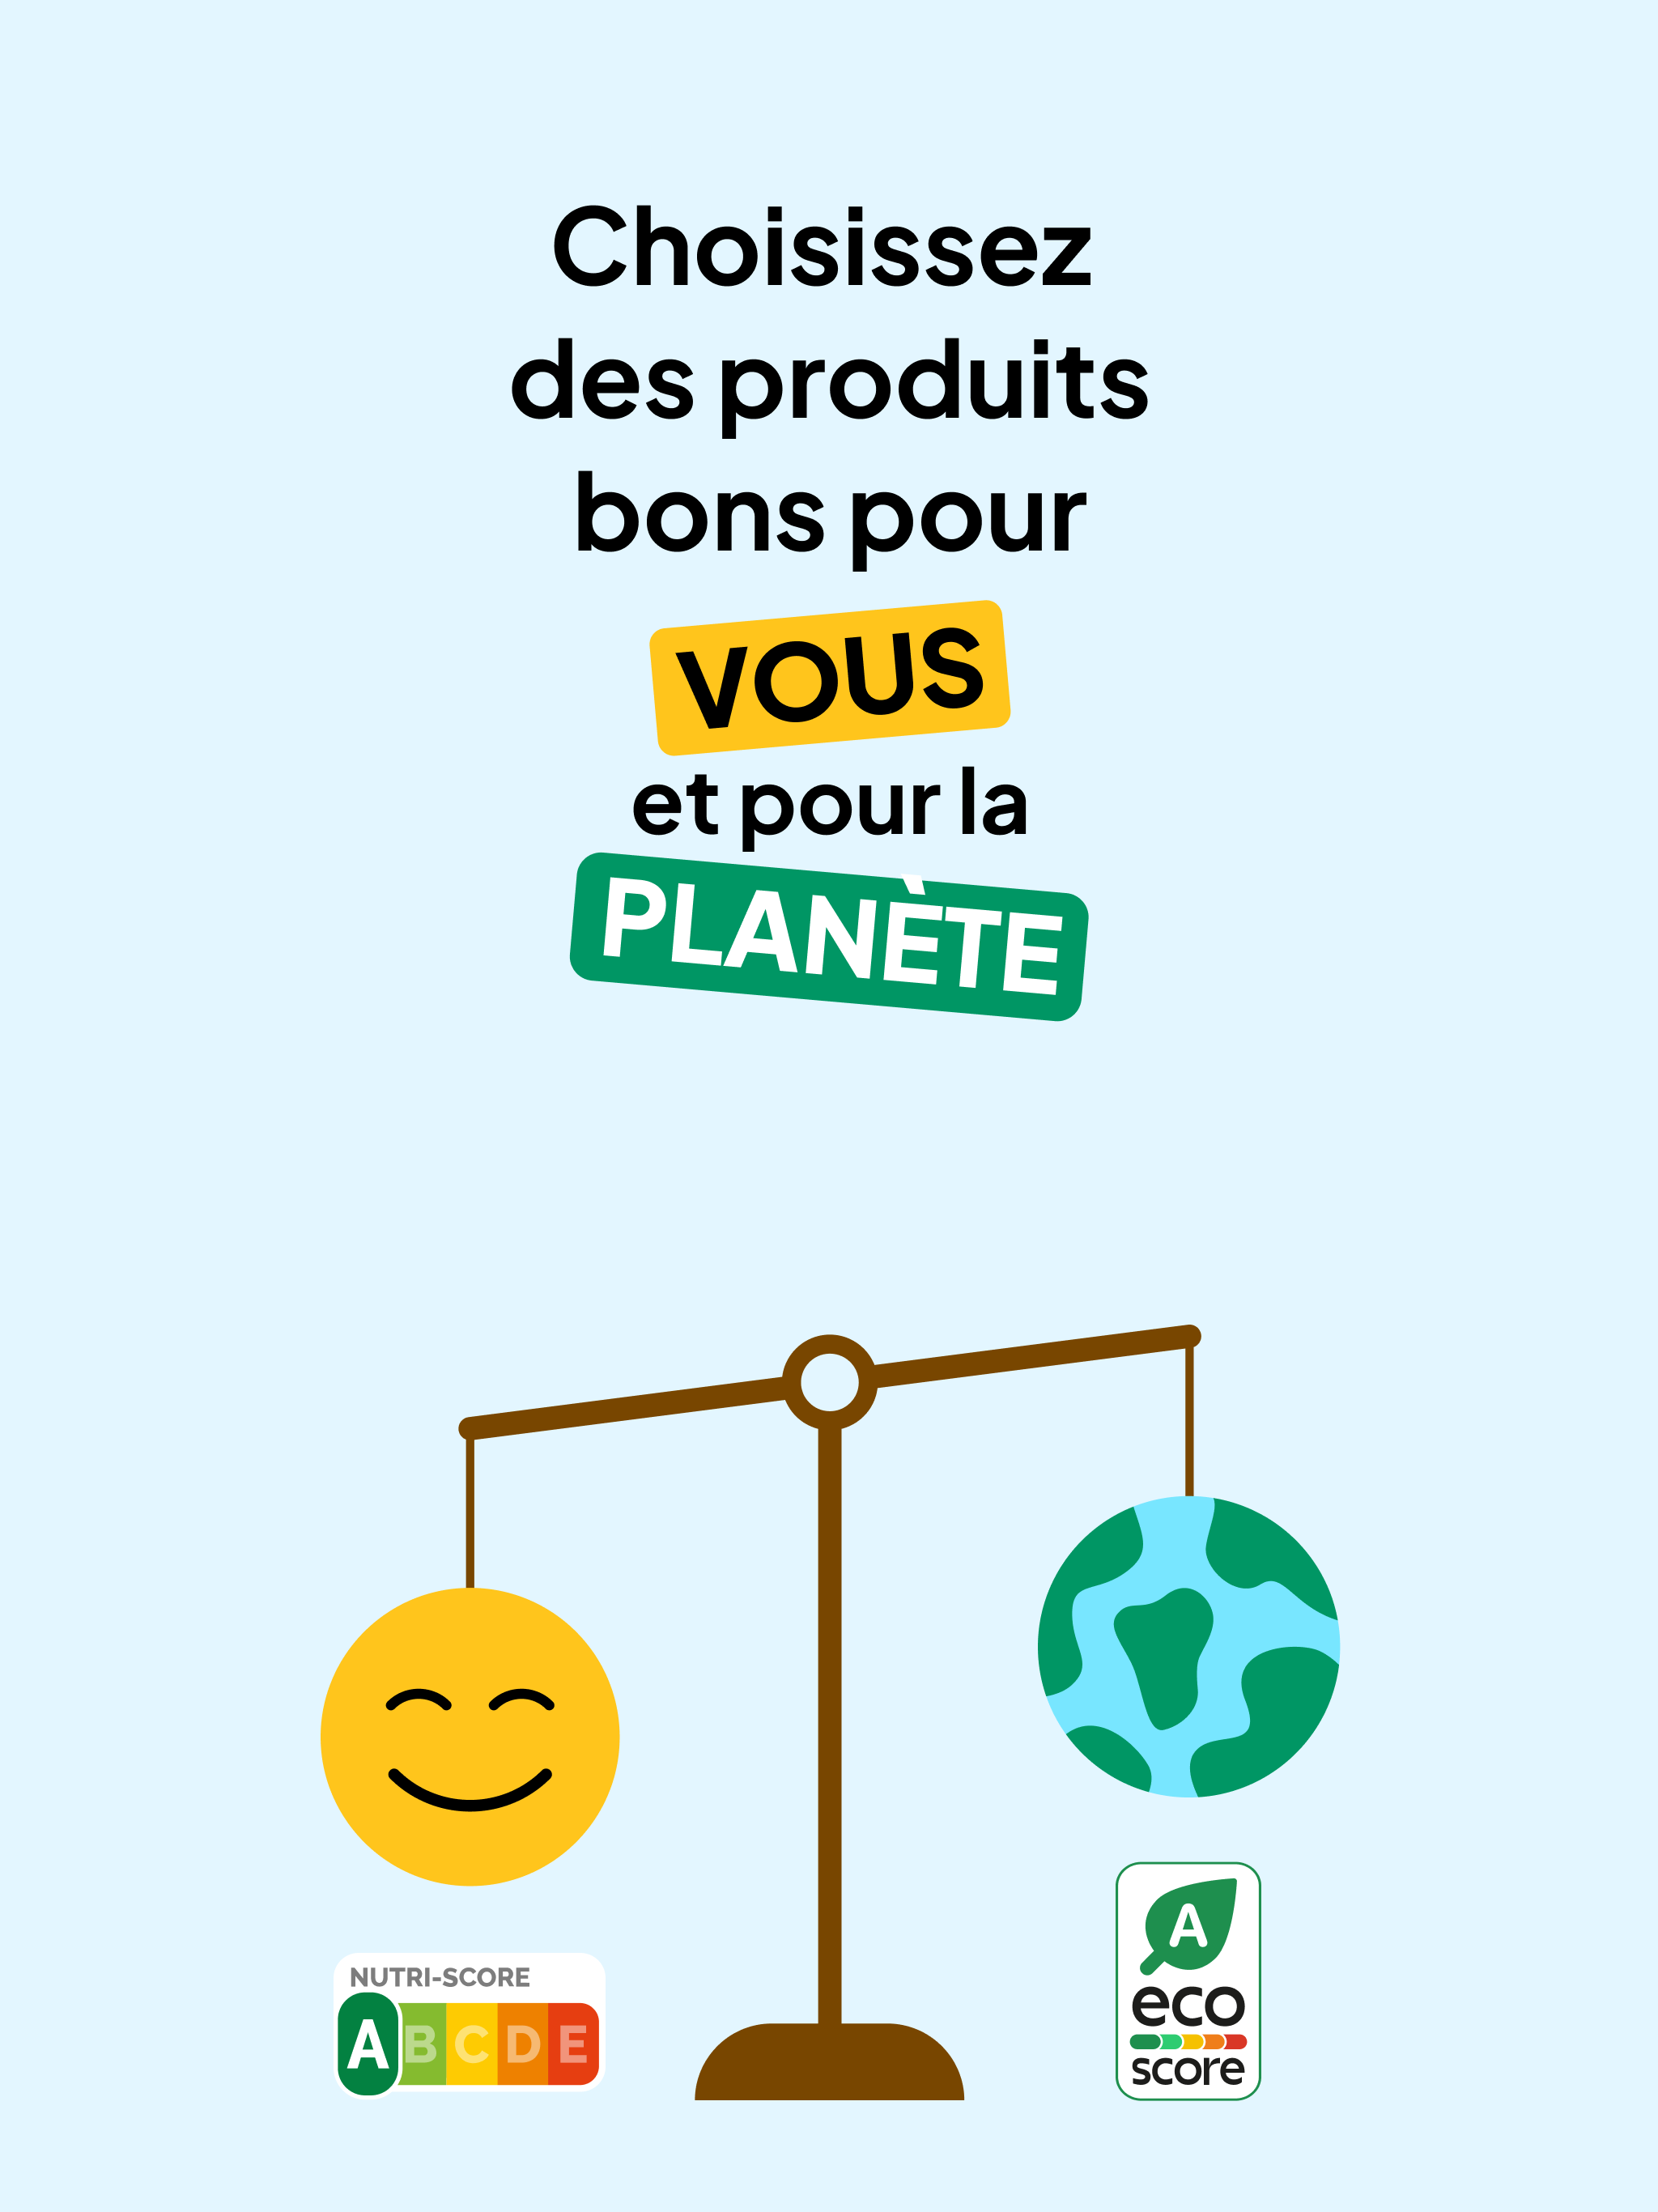 Choisissez
des produits
bons pour
VOUS
et pour la
PLANÈTE
NUTRI-SCORE
A B C D E
A
eco
score